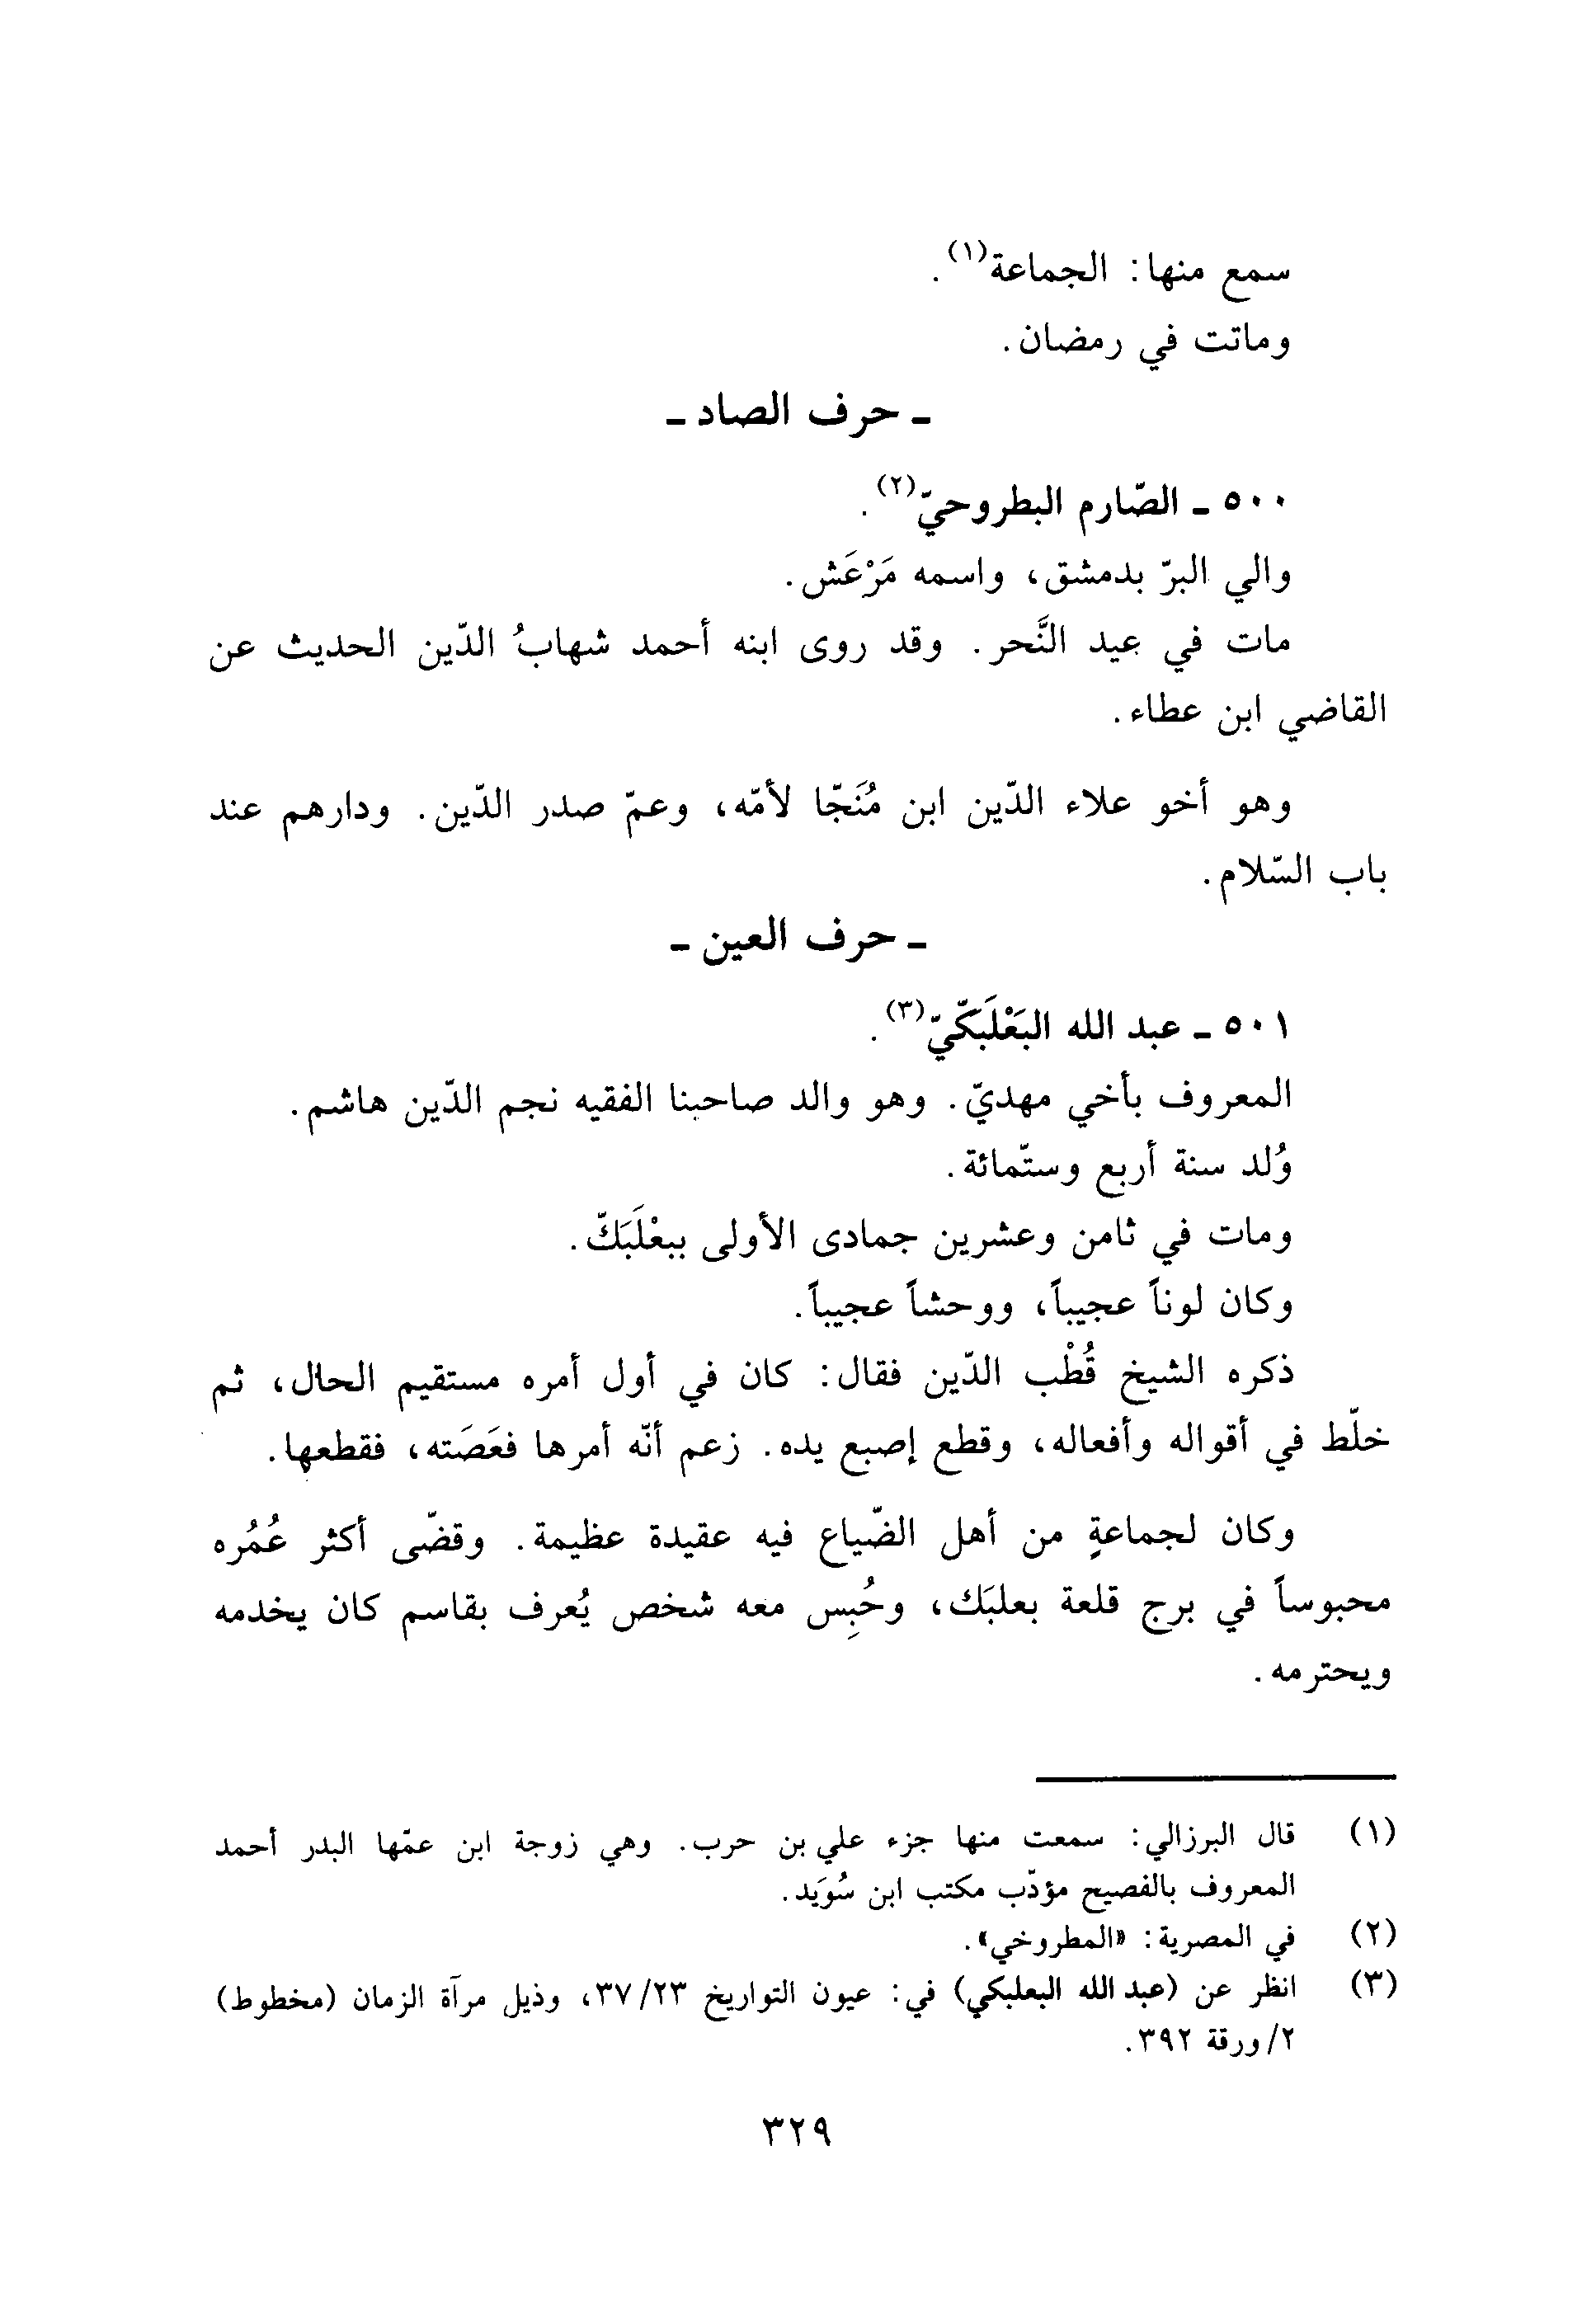 سمع منها: الجماعة(١).
وماتت في رمضان.
ـ حرف الصاد ـ
٥٠٠ ـ الصّارم البطروحيّ(٢).
والي البرّ بدمشق، واسمه مَرْعَش.
مات في عيد النَّحر. وقد روى ابنه أحمد شهابُ الدّين الحديث عن
القاضي ابن عطاء.
وهو أخو علاء الدّين ابن مُنَجّا لأمّه، وعمّ صدر الدّين. ودارهم عند
باب السّلام.
ـ حرف العين ـ
٥٠١ ـ عبد الله البَعْلَبَكّيّ(٣).
المعروف بأخي مهديّ. وهو والد صاحبنا الفقيه نجم الدّين هاشم.
وُلد سنة أربع وستّمائة.
ومات في ثامن وعشرين جمادى الأولى ببعْلَبَكّ.
وكان لوناً عجيباً، ووحشاً عجيباً.
ذكره الشيخ قُطْب الدّين فقال: كان في أول أمره مستقيم الحال، ثم
خلّط في أقواله وأفعاله، وقطع إصبع يده. زعم أنّه أمرها فعَصَته، فقطعها.
وكان لجماعةٍ من أهل الضّياع فيه عقيدة عظيمة. وقضّى أكثر عُمُره
محبوساً في برج قلعة بعلبَك، وحُبِس معه شخص يُعرف بقاسم كان يخدمه
ويحترمه.
(١) قال البرزالي: سمعت منها جزء علي بن حرب. وهي زوجة ابن عمّها البدر أحمد
المعروف بالفصيح مؤدّب مكتب ابن سُوَيد.
(٢) في المصرية: «المطروخي».
(٣) انظر عن (عبد الله البعلبكي) في: عيون التواريخ ٣٧/٢٣، وذيل مرآة الزمان (مخطوط)
٢/ورقة ٣٩٢.
٣٢٩